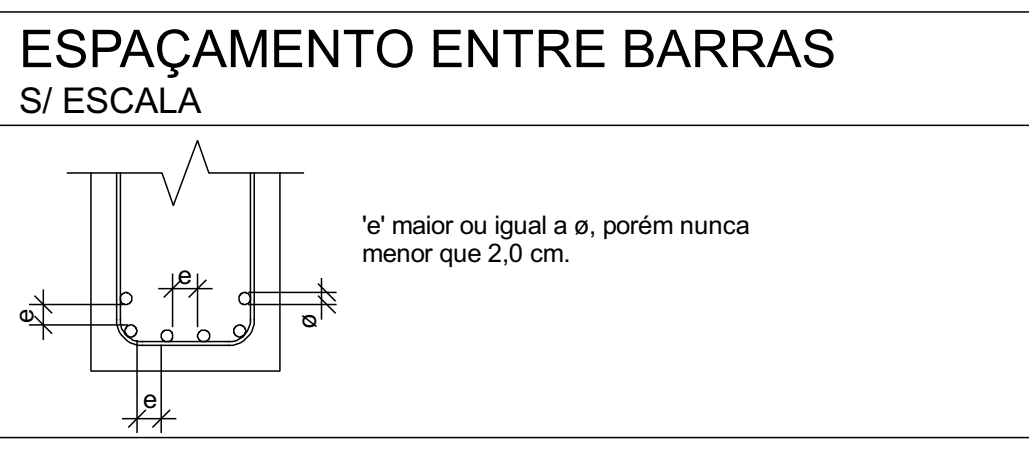 ESPAÇAMENTO ENTRE BARRAS
S/ ESCALA
'e' maior ou igual a ø, porém nunca
menor que 2,0 cm.
e
e
ø
e